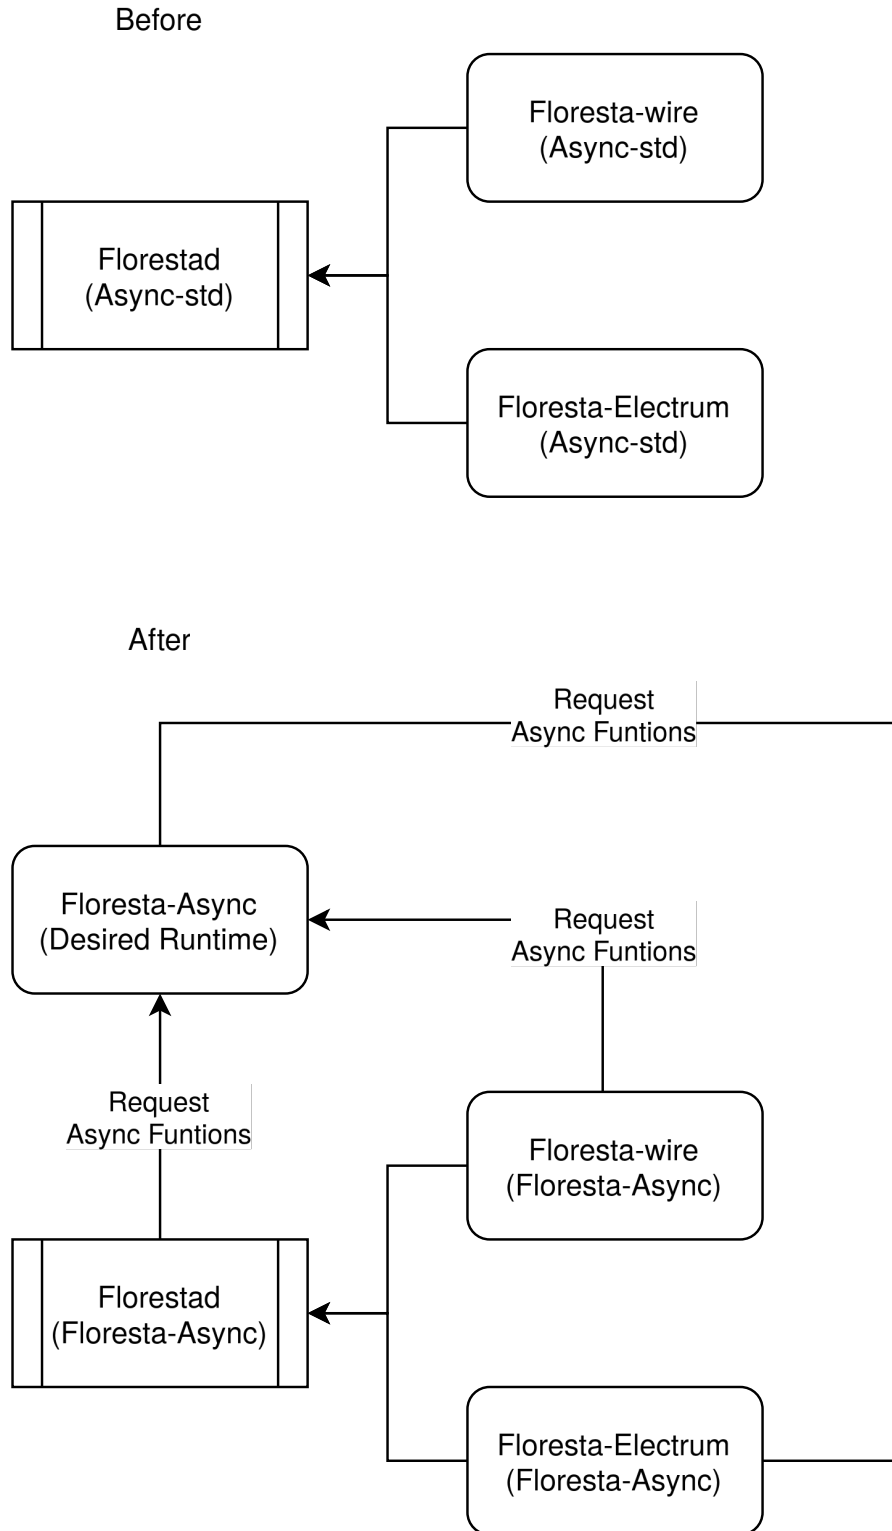 Before
Floresta-wire
(Async-std)
Florestad
(Async-std)
Floresta-Electrum
(Async-std)
After
Request
Async Funtions
Floresta-Async
(Desired Runtime)
Request
Async Funtions
Request
Async Funtions
Floresta-wire
(Floresta-Async)
Florestad
(Floresta-Async)
Floresta-Electrum
(Floresta-Async)